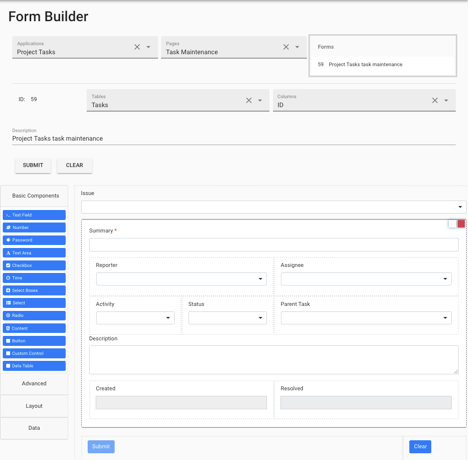 Form Builder
Applications
Project Tasks
Pages
Task Maintenance
Forms
59 Project Tasks task maintenance
ID: 59
Tables
Tasks
Columns
ID
Description
Project Tasks task maintenance
SUBMIT
CLEAR
Basic Components
Text Field
Number
Password
Text Area
Checkbox
Time
Select Boxes
Select
Radio
Content
Button
Custom Control
Data Table
Advanced
Layout
Data
Issue
Summary *
Reporter
Assignee
Activity
Status
Parent Task
Description
Created
Resolved
Submit
Clear